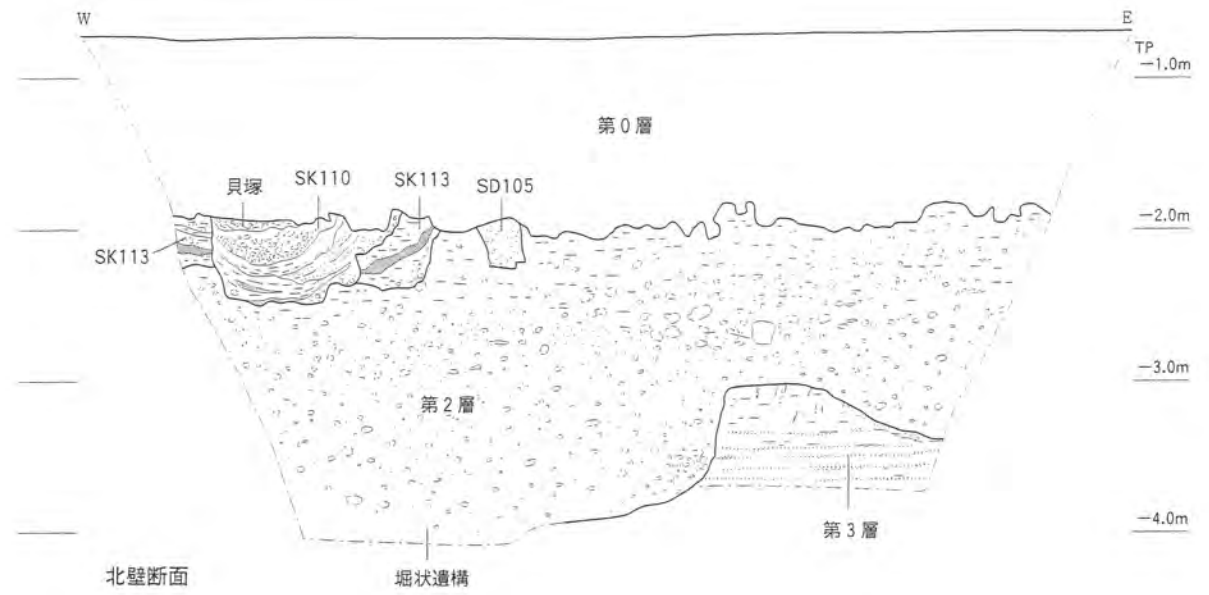 W
E
TP
−1.0m
第0層
貝塚
SK110
SK113
SD105
−2.0m
SK113
−3.0m
第2層
第3層
−4.0m
北壁断面
堀状遺構